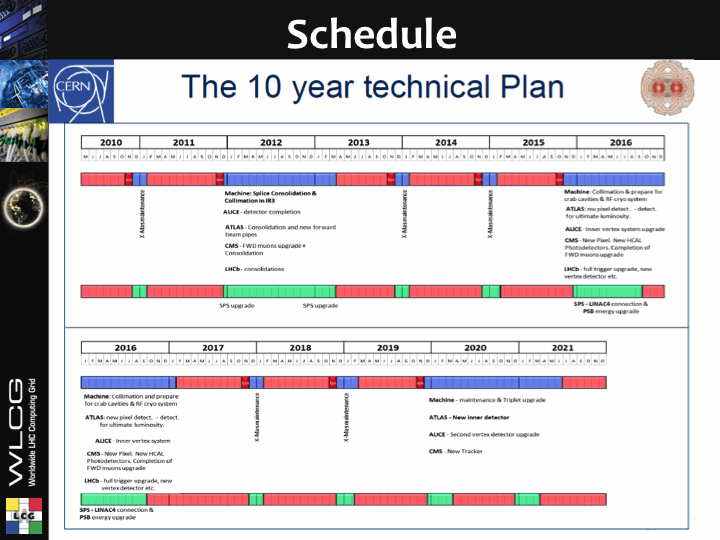 Schedule
CERN
The 10 year technical Plan
2010 2011 2012 2013 2014 2015 2016
M J J A S O N D J F M A M J J A S O N D J F M A M J J A S O N D J F M A M J J A S O N D J F M A M J J A S O N D J F M A M J J A S O N D J F M A M J J A S O N D
X-Mas maintenance
Machine: Splice Consolidation &
Collimation in IR3
ALICE - detector completion
ATLAS - Consolidation and new forward
beam pipes
CMS - FWD muons upgrade +
Consolidation
LHCb - consolidations
X-Mas maintenance
X-Mas maintenance
Machine: Collimation & prepare for
crab cavities & RF cryo system
ATLAS: nw pixel detect. - detect.
for ultimate luminosity.
ALICE - Inner vertex system upgrade
CMS - New Pixel. New HCAL
Photodetectors. Completion of
FWD muons upgrade
LHCb - full trigger upgrade, new
vertex detector etc.
SPS upgrade
SPS upgrade
SPS - LINAC4 connection &
PSB energy upgrade
2016 2017 2018 2019 2020 2021
J F M A M J J A S O N D J F M A M J J A S O N D J F M A M J J A S O N D J F M A M J J A S O N D J F M A M J J A S O N D J F M A M J J A S O N D
Machine: Collimation and prepare
for crab cavities & RF cryo system
ATLAS: new pixel detect. - detect.
for ultimate luminosity.
ALICE - Inner vertex system
CMS - New Pixel. New HCAL
Photodetectors. Completion of
FWD muons upgrade
LHCb - full trigger upgrade, new
vertex detector etc.
X-Mas maintenance
X-Mas maintenance
Machine - maintenance & Triplet upgrade
ATLAS - New inner detector
ALICE - Second vertex detector upgrade
CMS - New Tracker
SPS - LINAC4 connection &
PSB energy upgrade
WLCG
Worldwide LHC Computing Grid
LCG